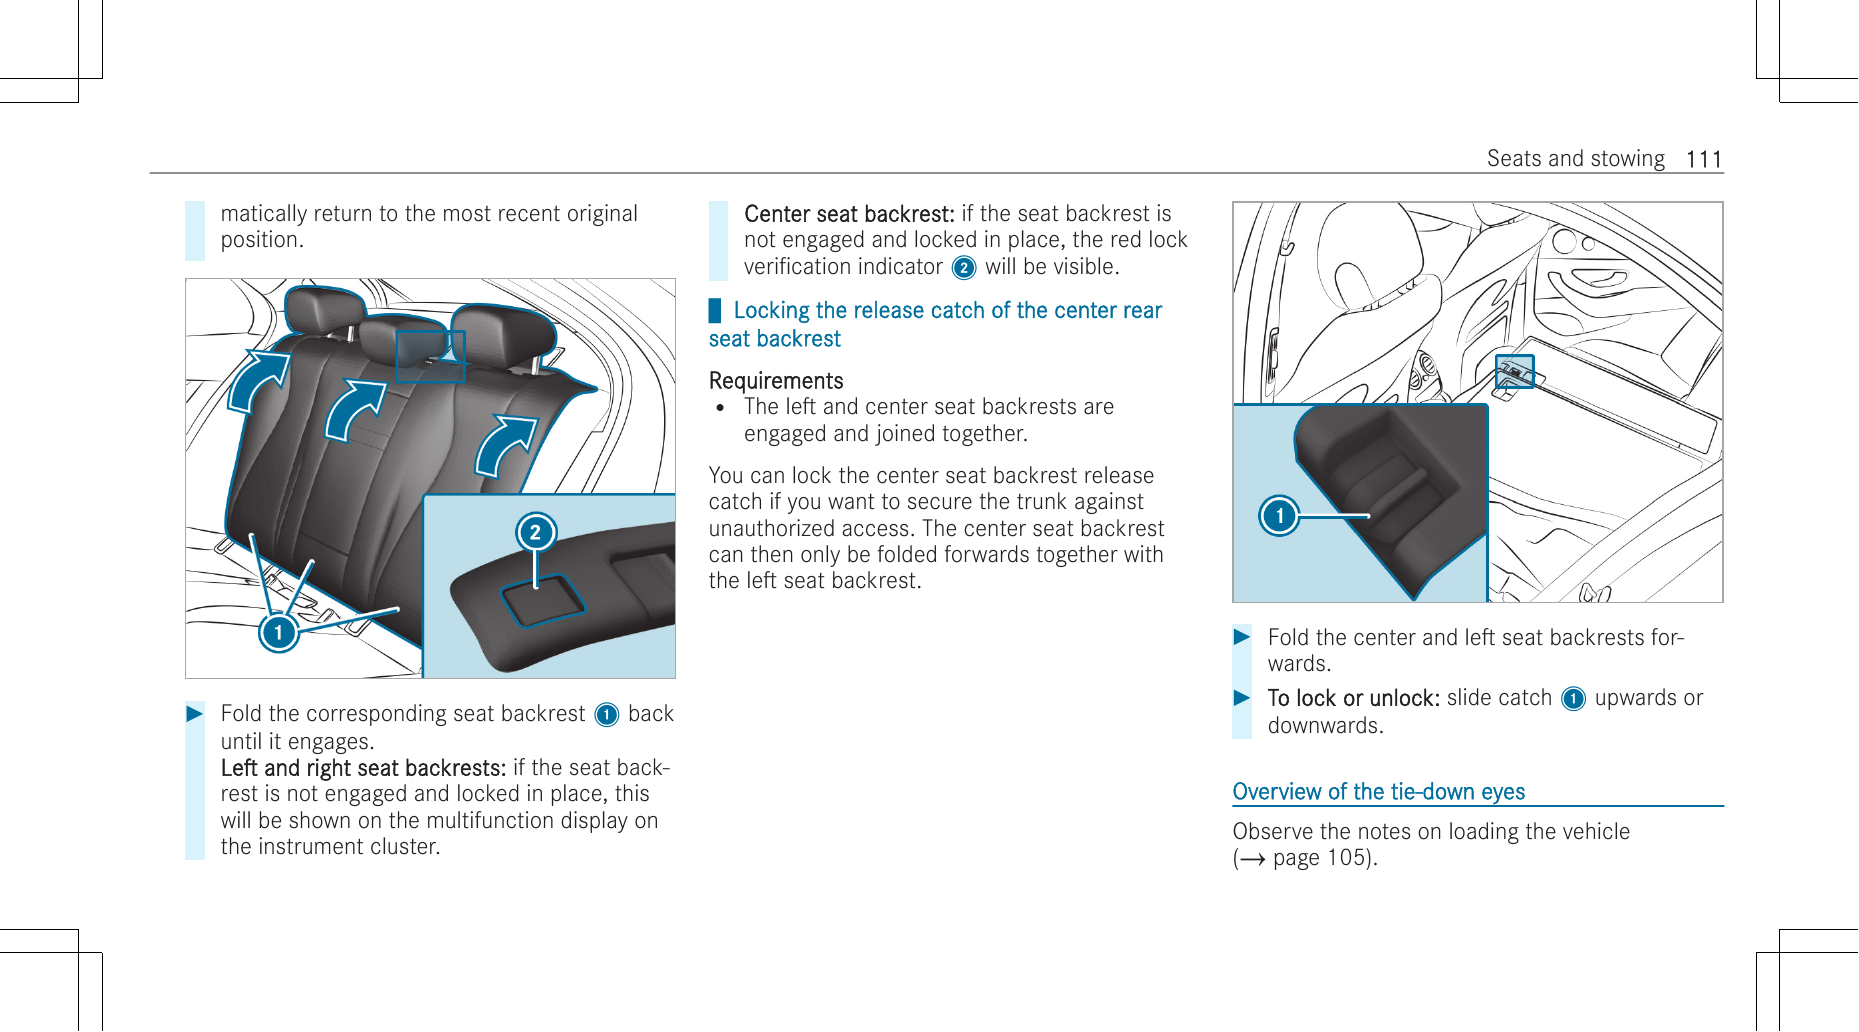 Seats and stowing 111
matically return to the most recent original
position.
2
1
Fold the corresponding seat backrest 1 back
until it engages.
Left and right seat backrests: if the seat back-
rest is not engaged and locked in place, this
will be shown on the multifunction display on
the instrument cluster.
Center seat backrest: if the seat backrest is
not engaged and locked in place, the red lock
verification indicator 2 will be visible.
Locking the release catch of the center rear
seat backrest
Requirements
• The left and center seat backrests are
engaged and joined together.
You can lock the center seat backrest release
catch if you want to secure the trunk against
unauthorized access. The center seat backrest
can then only be folded forwards together with
the left seat backrest.
1
Fold the center and left seat backrests for-
wards.
To lock or unlock: slide catch 1 upwards or
downwards.
Overview of the tie-down eyes
Observe the notes on loading the vehicle
(→ page 105).